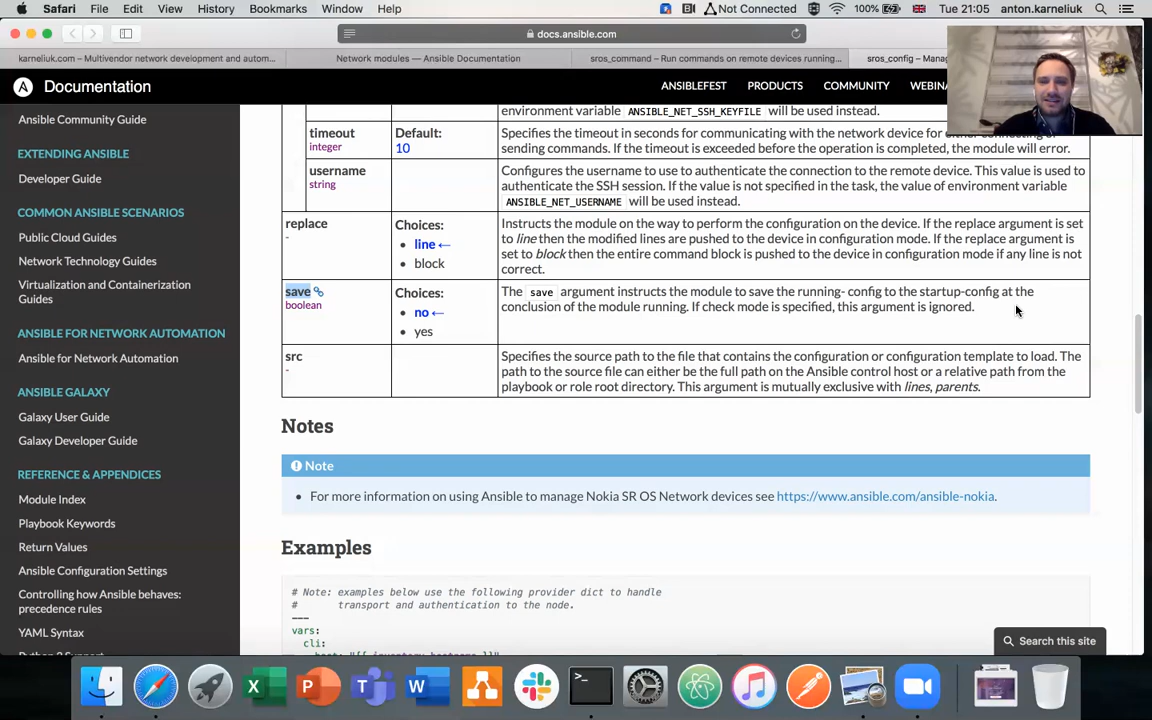 Safari File Edit View History Bookmarks Window Help Not Connected 100% Tue 21:05 anton.karneliuk
docs.ansible.com
karneliuk.com – Multivendor network development and autom... Network modules — Ansible Documentation sros_command – Run commands on remote devices running... sros_config – Mana
A Documentation ANSIBLEFEST PRODUCTS COMMUNITY WEBIN
Ansible Community Guide
EXTENDING ANSIBLE
Developer Guide
COMMON ANSIBLE SCENARIOS
Public Cloud Guides
Network Technology Guides
Virtualization and Containerization
Guides
ANSIBLE FOR NETWORK AUTOMATION
Ansible for Network Automation
ANSIBLE GALAXY
Galaxy User Guide
Galaxy Developer Guide
REFERENCE & APPENDICES
Module Index
Playbook Keywords
Return Values
Ansible Configuration Settings
Controlling how Ansible behaves:
precedence rules
YAML Syntax
environment variable ANSIBLE_NET_SSH_KEYFILE will be used instead.
timeout
integer
Default:
10
Specifies the timeout in seconds for communicating with the network device for either connecting or
sending commands. If the timeout is exceeded before the operation is completed, the module will error.
username
string
Configures the username to use to authenticate the connection to the remote device. This value is used to
authenticate the SSH session. If the value is not specified in the task, the value of environment variable
ANSIBLE_NET_USERNAME will be used instead.
replace
-
Choices:
• line ←
• block
Instructs the module on the way to perform the configuration on the device. If the replace argument is set
to line then the modified lines are pushed to the device in configuration mode. If the replace argument is
set to block then the entire command block is pushed to the device in configuration mode if any line is not
correct.
save
boolean
Choices:
• no ←
• yes
The save argument instructs the module to save the running- config to the startup-config at the
conclusion of the module running. If check mode is specified, this argument is ignored.
src
-
Specifies the source path to the file that contains the configuration or configuration template to load. The
path to the source file can either be the full path on the Ansible control host or a relative path from the
playbook or role root directory. This argument is mutually exclusive with lines, parents.
Notes
Note
• For more information on using Ansible to manage Nokia SR OS Network devices see https://www.ansible.com/ansible-nokia.
Examples
# Note: examples below use the following provider dict to handle
# transport and authentication to the node.
---
vars:
cli:
Search this site